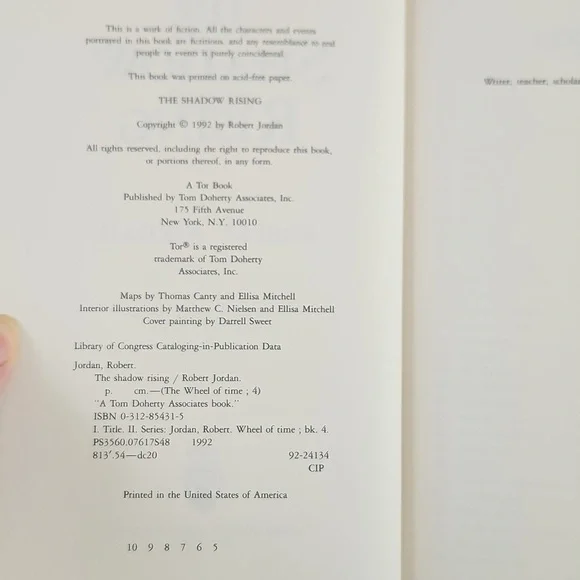 This is a work of fiction. All the characters and events
portrayed in this book are fictitious, and any resemblance to real
people or events is purely coincidental.
This book was printed on acid-free paper.
THE SHADOW RISING
Copyright © 1992 by Robert Jordan
All rights reserved, including the right to reproduce this book,
or portions thereof, in any form.
A Tor Book
Published by Tom Doherty Associates, Inc.
175 Fifth Avenue
New York, N.Y. 10010
Tor® is a registered
trademark of Tom Doherty
Associates, Inc.
Maps by Thomas Canty and Ellisa Mitchell
Interior illustrations by Matthew C. Nielsen and Ellisa Mitchell
Cover painting by Darrell Sweet
Library of Congress Cataloging-in-Publication Data
Jordan, Robert.
The shadow rising / Robert Jordan.
p. cm.—(The Wheel of time ; 4)
"A Tom Doherty Associates book."
ISBN 0-312-85431-5
I. Title. II. Series: Jordan, Robert. Wheel of time ; bk. 4.
PS3560.O7617S48 1992
813'.54—dc20 92-24134
CIP
Printed in the United States of America
10 9 8 7 6 5
Writer, teacher, scholar